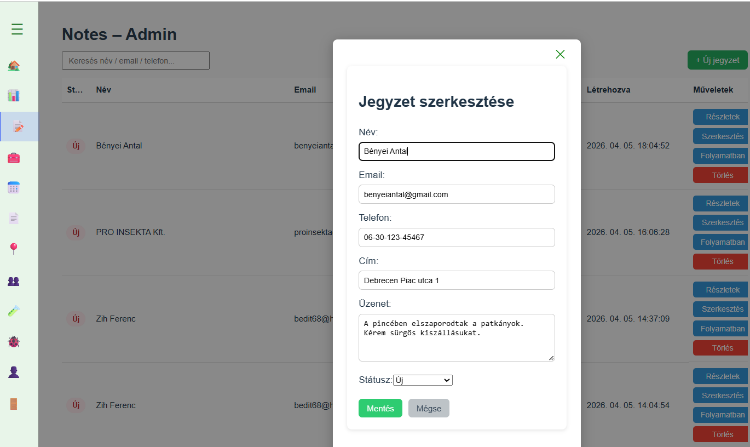 Notes – Admin
Keresés név / email / telefon...
+ Új jegyzet
St... Név Email Létrehozva Műveletek
Új Bényei Antal benyeianta 2026. 04. 05. 18:04:52
Részletek
Szerkesztés
Folyamatban
Törlés
Új PRO INSEKTA Kft. proinsekta 2026. 04. 05. 16:06:28
Részletek
Szerkesztés
Folyamatban
Törlés
Új Zih Ferenc bedit68@h 2026. 04. 05. 14:37:09
Részletek
Szerkesztés
Folyamatban
Törlés
Új Zih Ferenc bedit68@h 2026. 04. 05. 14:04:54
Részletek
Szerkesztés
Folyamatban
Törlés
Jegyzet szerkesztése
Név:
Bényei Antal
Email:
benyeiantal@gmail.com
Telefon:
06-30-123-45467
Cím:
Debrecen Piac utca 1
Üzenet:
A pincében elszaporodtak a patkányok.
Kérem sürgős kiszállásukat.
Státusz: Új
Mentés Mégse